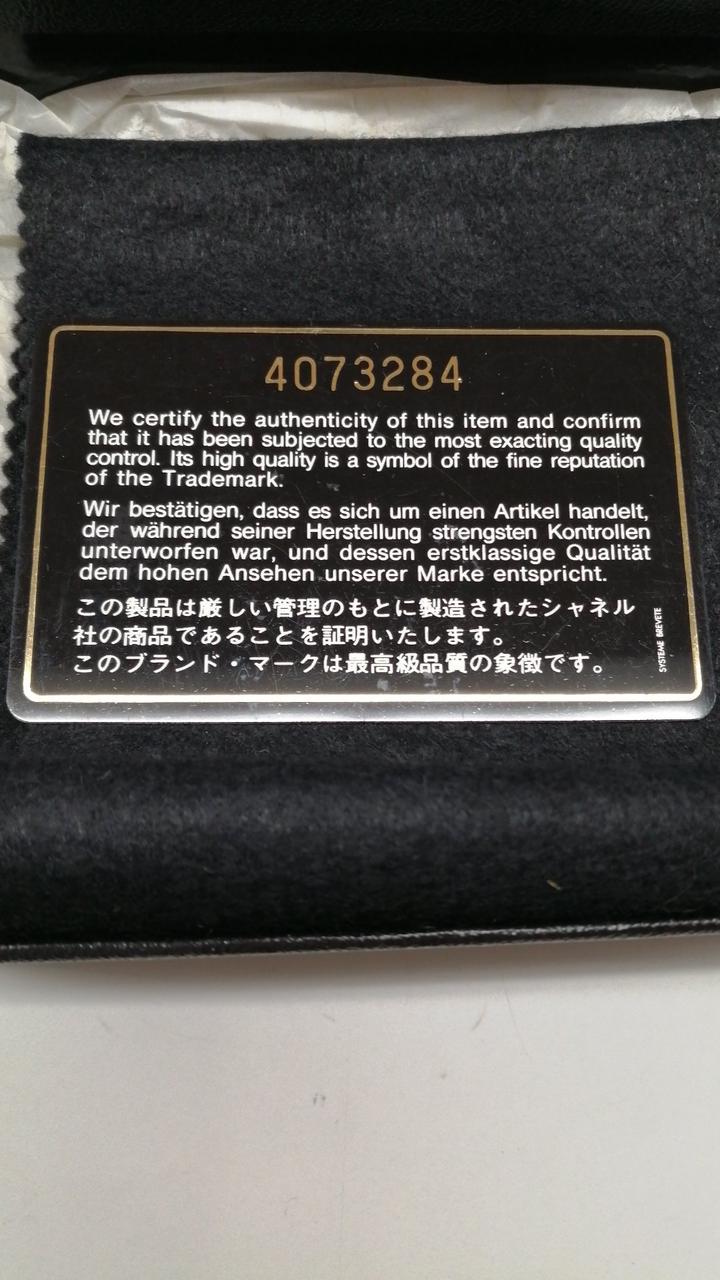 4073284
We certify the authenticity of this item and confirm
that it has been subjected to the most exacting quality
control. Its high quality is a symbol of the fine reputation
of the Trademark.
Wir bestätigen, dass es sich um einen Artikel handelt,
der während seiner Herstellung strengsten Kontrollen
unterworfen war, und dessen erstklassige Qualität
dem hohen Ansehen unserer Marke entspricht.
この製品は厳しい管理のもとに製造されたシャネル
社の商品であることを証明いたします。
このブランド・マークは最高級品質の象徴です。
SYSTEME BREVETE